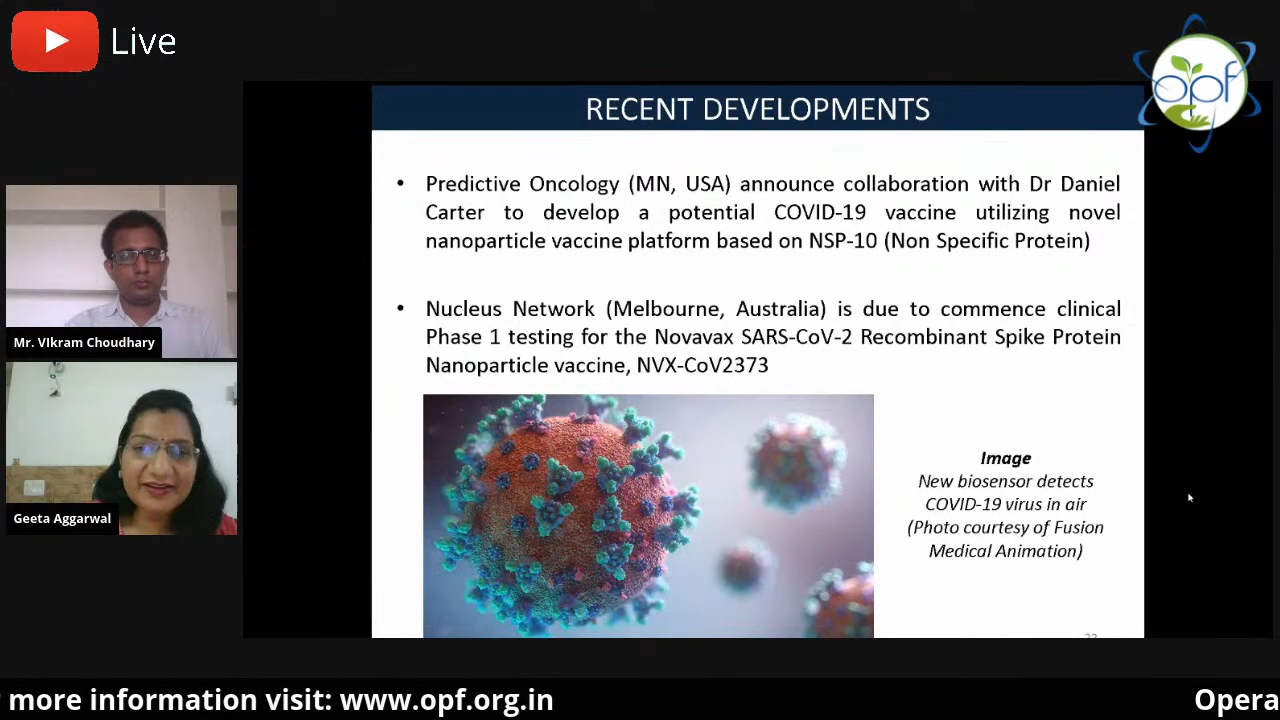 Live
opf
RECENT DEVELOPMENTS
• Predictive Oncology (MN, USA) announce collaboration with Dr Daniel
Carter to develop a potential COVID-19 vaccine utilizing novel
nanoparticle vaccine platform based on NSP-10 (Non Specific Protein)
• Nucleus Network (Melbourne, Australia) is due to commence clinical
Phase 1 testing for the Novavax SARS-CoV-2 Recombinant Spike Protein
Nanoparticle vaccine, NVX-CoV2373
Image
New biosensor detects
COVID-19 virus in air
(Photo courtesy of Fusion
Medical Animation)
Mr. VIkram Choudhary
Geeta Aggarwal
more information visit: www.opf.org.in
Opera